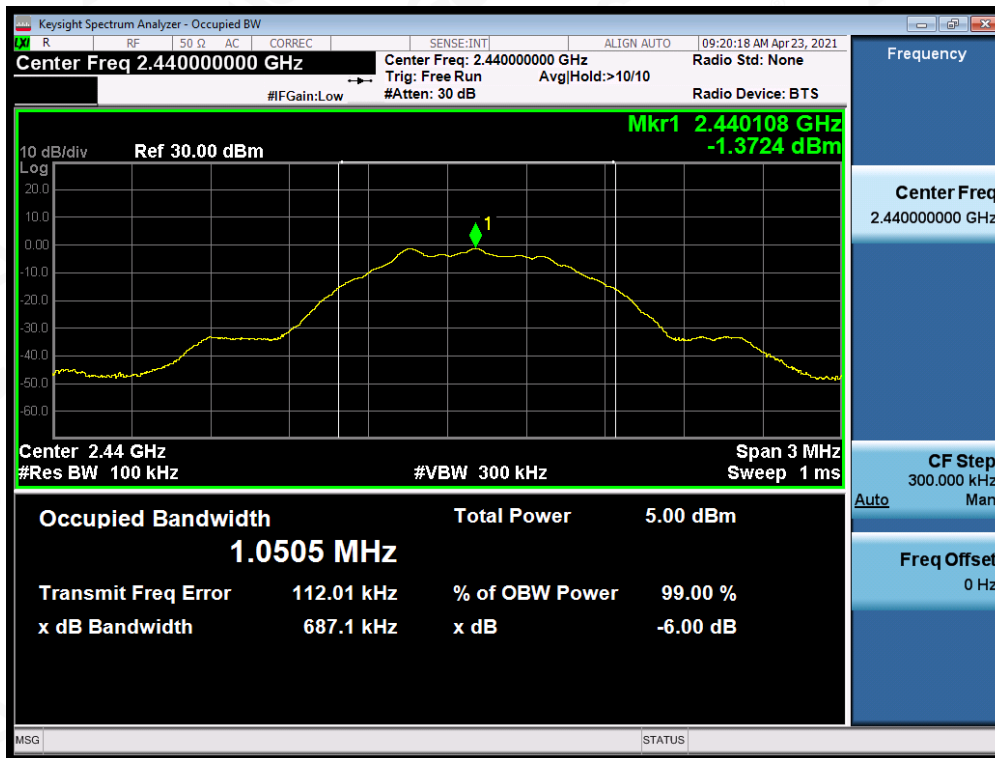 Keysight Spectrum Analyzer - Occupied BW
LXI R RF 50 Ω AC CORREC SENSE:INT ALIGN AUTO 09:20:18 AM Apr 23, 2021
Center Freq 2.440000000 GHz
Center Freq: 2.440000000 GHz Radio Std: None
Trig: Free Run Avg|Hold:>10/10
#IFGain:Low #Atten: 30 dB Radio Device: BTS
Mkr1 2.440108 GHz
-1.3724 dBm
10 dB/div Ref 30.00 dBm
Log
20.0
10.0
1
0.00
-10.0
-20.0
-30.0
-40.0
-50.0
-60.0
Center 2.44 GHz Span 3 MHz
#Res BW 100 kHz #VBW 300 kHz Sweep 1 ms
Occupied Bandwidth Total Power 5.00 dBm
1.0505 MHz
Transmit Freq Error 112.01 kHz % of OBW Power 99.00 %
x dB Bandwidth 687.1 kHz x dB -6.00 dB
MSG STATUS
Frequency
Center Freq
2.440000000 GHz
CF Step
300.000 kHz
Auto Man
Freq Offset
0 Hz